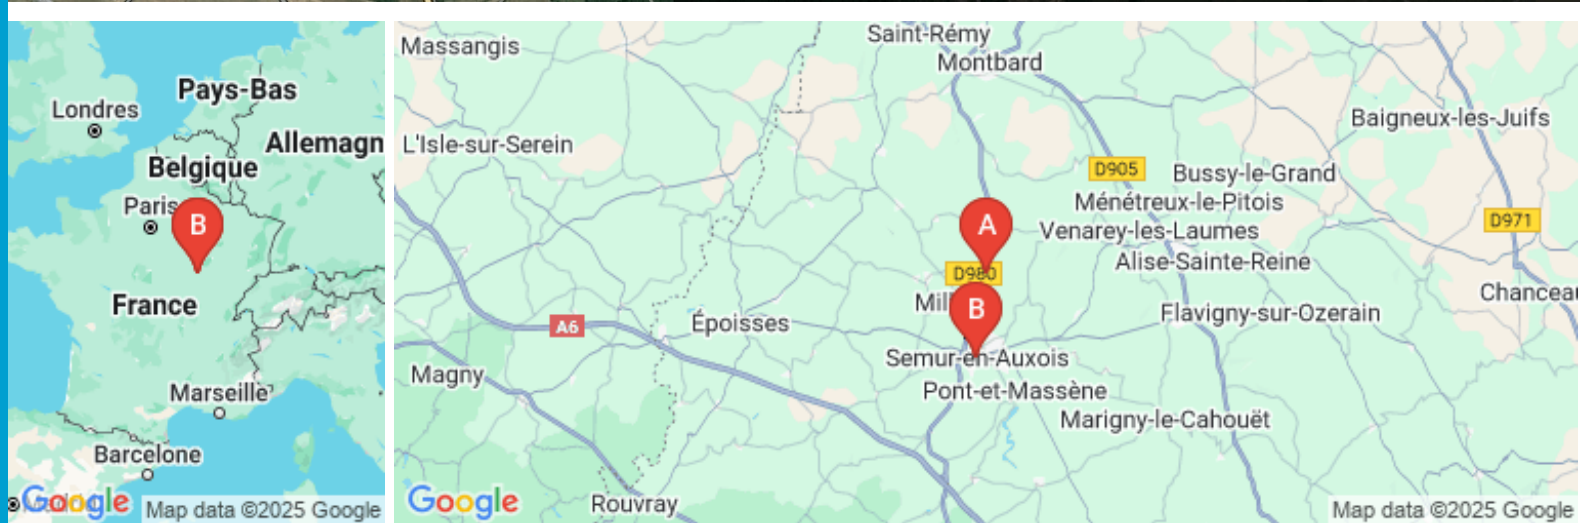 Pays-Bas
Londres
Allemagn
Belgique
Paris
B
France
Marseille
Barcelone
Google
Map data ©2025 Google
Saint-Rémy
Massangis
Montbard
Baigneux-les-Juifs
L'Isle-sur-Serein
D905
Bussy-le-Grand
Ménétreux-le-Pitois
D971
A
Venarey-les-Laumes
Alise-Sainte-Reine
D980
Chanceau
Mil
B
Flavigny-sur-Ozerain
Époisses
A6
Semur-en-Auxois
Magny
Pont-et-Massène
Marigny-le-Cahouët
Rouvray
Google
Map data ©2025 Google